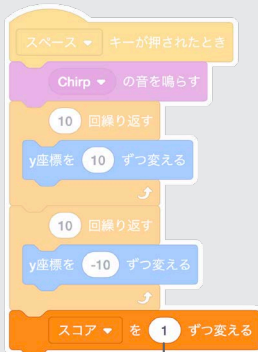 スペース キーが押されたとき
Chirp の音を鳴らす
10 回繰り返す
y座標を 10 ずつ変える
10 回繰り返す
y座標を -10 ずつ変える
スコア を 1 ずつ変える